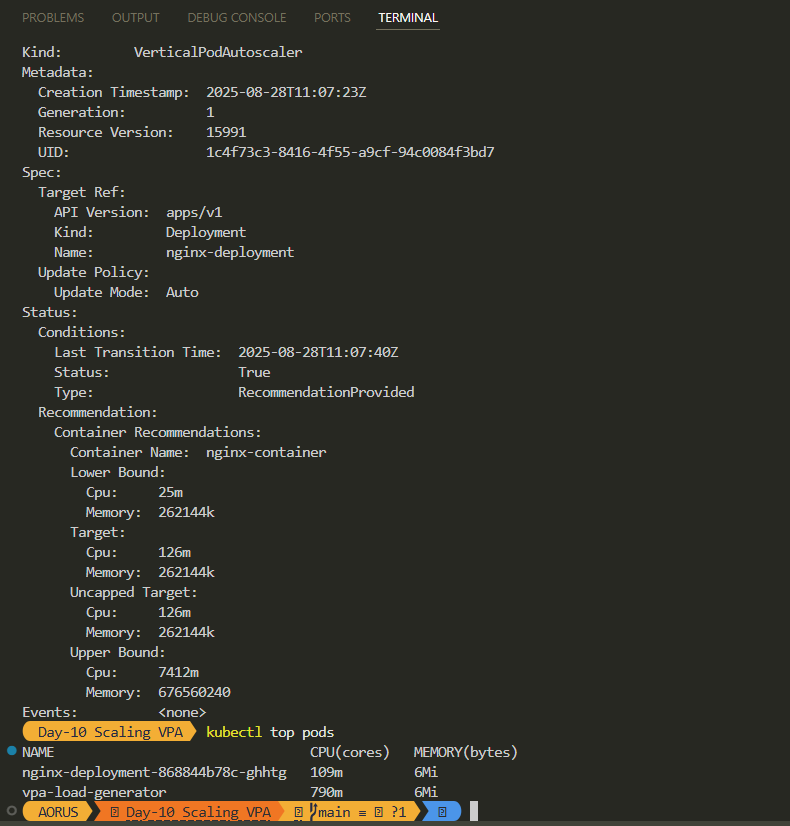 PROBLEMS OUTPUT DEBUG CONSOLE PORTS TERMINAL
Kind:         VerticalPodAutoscaler
Metadata:
  Creation Timestamp:  2025-08-28T11:07:23Z
  Generation:          1
  Resource Version:    15991
  UID:                 1c4f73c3-8416-4f55-a9cf-94c0084f3bd7
Spec:
  Target Ref:
    API Version:  apps/v1
    Kind:         Deployment
    Name:         nginx-deployment
  Update Policy:
    Update Mode:  Auto
Status:
  Conditions:
    Last Transition Time:  2025-08-28T11:07:40Z
    Status:                True
    Type:                  RecommendationProvided
  Recommendation:
    Container Recommendations:
      Container Name:  nginx-container
      Lower Bound:
        Cpu:     25m
        Memory:  262144k
      Target:
        Cpu:     126m
        Memory:  262144k
      Uncapped Target:
        Cpu:     126m
        Memory:  262144k
      Upper Bound:
        Cpu:     7412m
        Memory:  676560240
Events:          <none>
Day-10 Scaling VPA kubectl top pods
NAME                                CPU(cores)   MEMORY(bytes)
nginx-deployment-868844b78c-ghhtg   109m         6Mi
vpa-load-generator                  790m         6Mi
AORUS Day-10 Scaling VPA main ≡ ?1